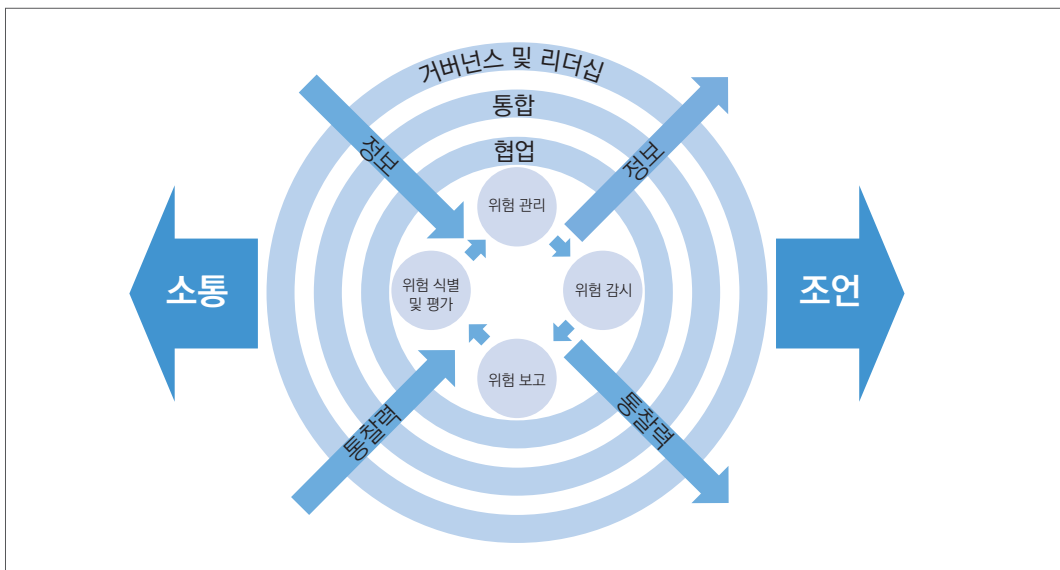 거버넌스 및 리더십
통합
협업
정보
정보
위험 관리
소통
위험 식별
및 평가
위험 감시
조언
위험 보고
통찰력
통찰력